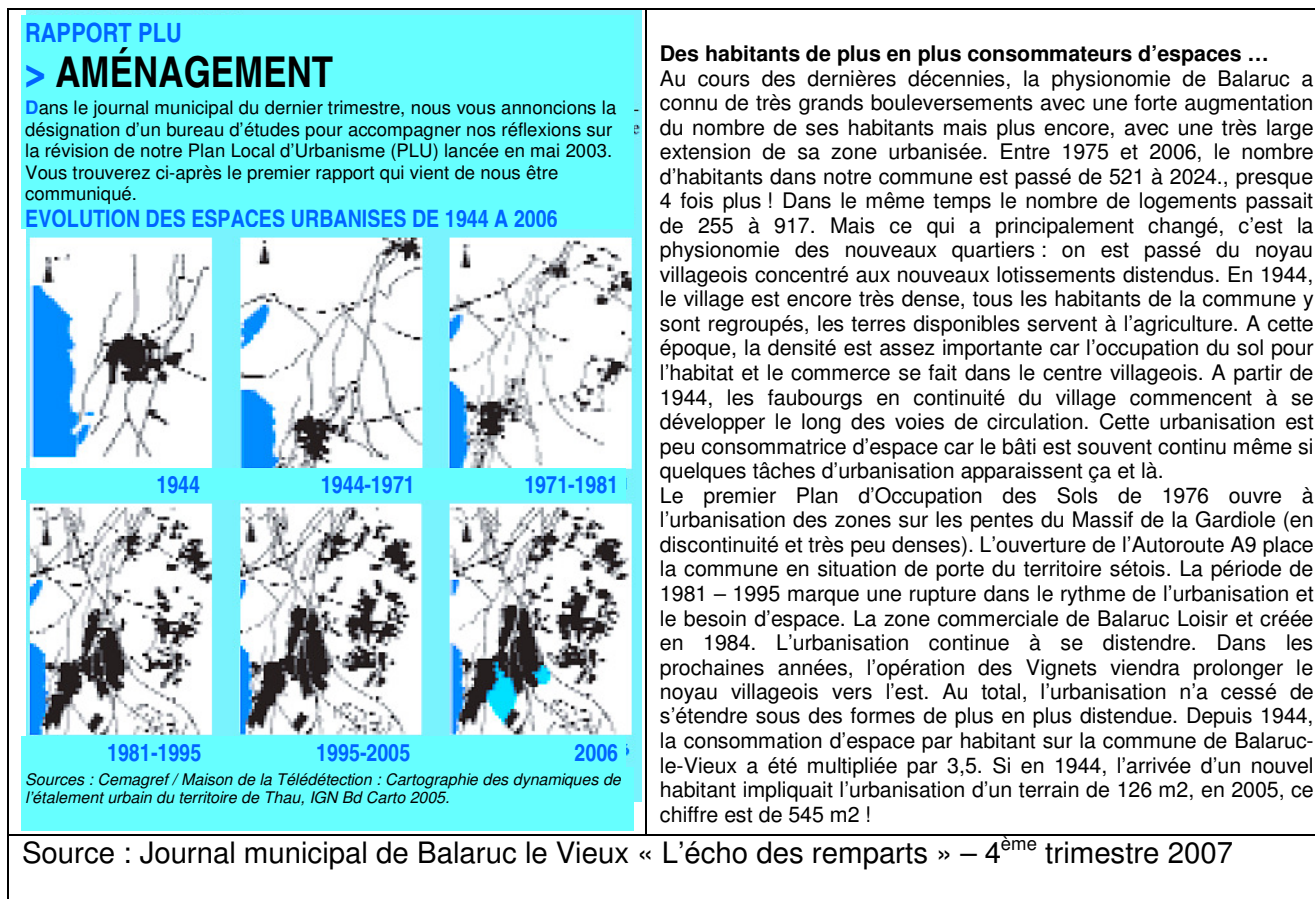 RAPPORT PLU
> AMÉNAGEMENT
Dans le journal municipal du dernier trimestre, nous vous annoncions la
désignation d'un bureau d'études pour accompagner nos réflexions sur
la révision de notre Plan Local d'Urbanisme (PLU) lancée en mai 2003.
Vous trouverez ci-après le premier rapport qui vient de nous être
communiqué.
EVOLUTION DES ESPACES URBANISES DE 1944 A 2006
1944 1944-1971 1971-1981
1981-1995 1995-2005 2006
Sources : Cemagref / Maison de la Télédétection : Cartographie des dynamiques de
l'étalement urbain du territoire de Thau, IGN Bd Carto 2005.
Des habitants de plus en plus consommateurs d'espaces …
Au cours des dernières décennies, la physionomie de Balaruc a
connu de très grands bouleversements avec une forte augmentation
du nombre de ses habitants mais plus encore, avec une très large
extension de sa zone urbanisée. Entre 1975 et 2006, le nombre
d'habitants dans notre commune est passé de 521 à 2024., presque
4 fois plus ! Dans le même temps le nombre de logements passait
de 255 à 917. Mais ce qui a principalement changé, c'est la
physionomie des nouveaux quartiers : on est passé du noyau
villageois concentré aux nouveaux lotissements distendus. En 1944,
le village est encore très dense, tous les habitants de la commune y
sont regroupés, les terres disponibles servent à l'agriculture. A cette
époque, la densité est assez importante car l'occupation du sol pour
l'habitat et le commerce se fait dans le centre villageois. A partir de
1944, les faubourgs en continuité du village commencent à se
développer le long des voies de circulation. Cette urbanisation est
peu consommatrice d'espace car le bâti est souvent continu même si
quelques tâches d'urbanisation apparaissent ça et là.
Le premier Plan d'Occupation des Sols de 1976 ouvre à
l'urbanisation des zones sur les pentes du Massif de la Gardiole (en
discontinuité et très peu denses). L'ouverture de l'Autoroute A9 place
la commune en situation de porte du territoire sétois. La période de
1981 – 1995 marque une rupture dans le rythme de l'urbanisation et
le besoin d'espace. La zone commerciale de Balaruc Loisir et créée
en 1984. L'urbanisation continue à se distendre. Dans les
prochaines années, l'opération des Vignets viendra prolonger le
noyau villageois vers l'est. Au total, l'urbanisation n'a cessé de
s'étendre sous des formes de plus en plus distendue. Depuis 1944,
la consommation d'espace par habitant sur la commune de Balaruc-
le-Vieux a été multipliée par 3,5. Si en 1944, l'arrivée d'un nouvel
habitant impliquait l'urbanisation d'un terrain de 126 m2, en 2005, ce
chiffre est de 545 m2 !
Source : Journal municipal de Balaruc le Vieux « L'écho des remparts » – 4ème trimestre 2007